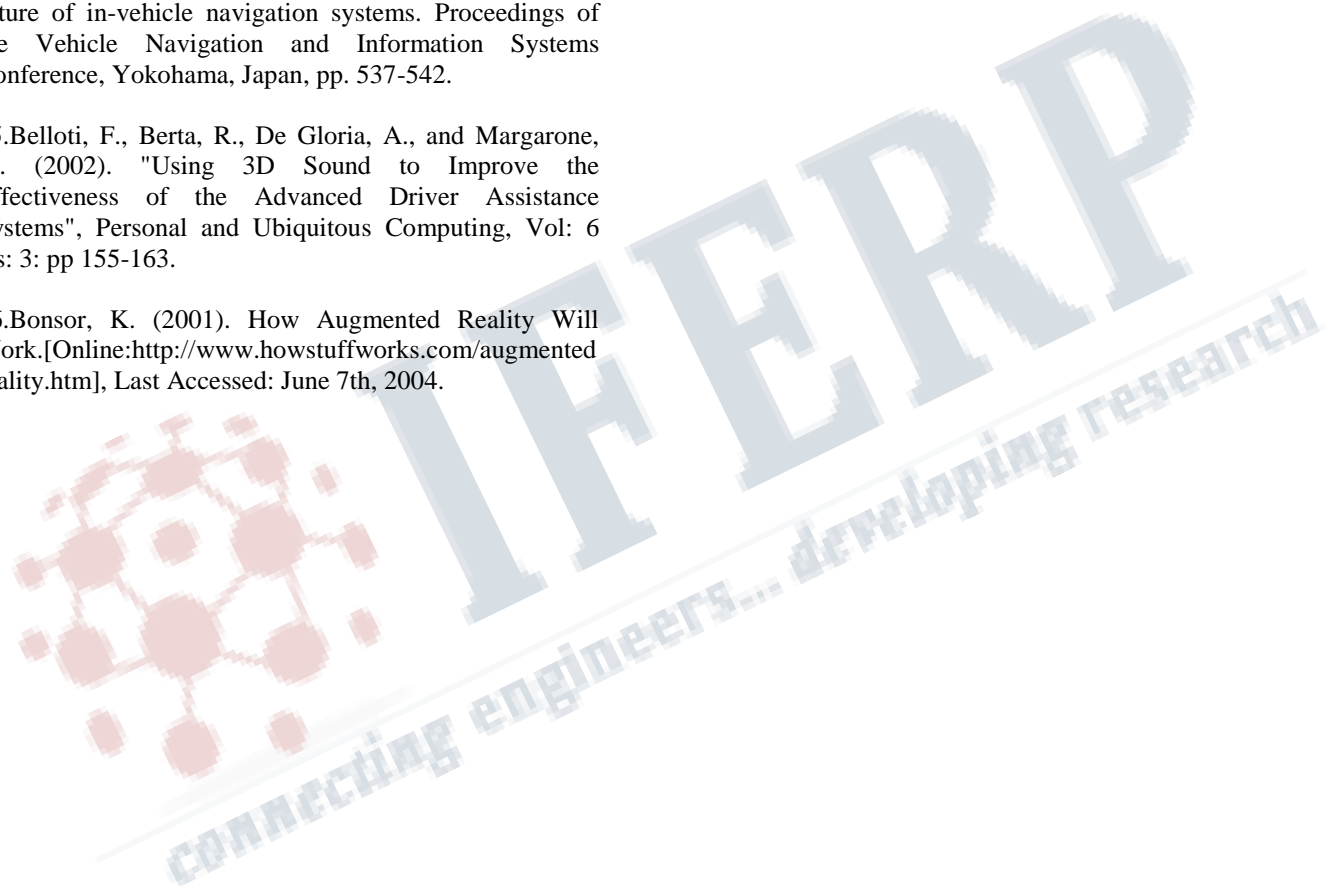 ture of in-vehicle navigation systems. Proceedings of
e Vehicle Navigation and Information Systems
onference, Yokohama, Japan, pp. 537-542.
.Belloti, F., Berta, R., De Gloria, A., and Margarone,
. (2002). "Using 3D Sound to Improve the
ffectiveness of the Advanced Driver Assistance
ystems", Personal and Ubiquitous Computing, Vol: 6
s: 3: pp 155-163.
.Bonsor, K. (2001). How Augmented Reality Will
ork.[Online:http://www.howstuffworks.com/augmented
ality.htm], Last Accessed: June 7th, 2004.
IFERP
connecting engineers... developing research